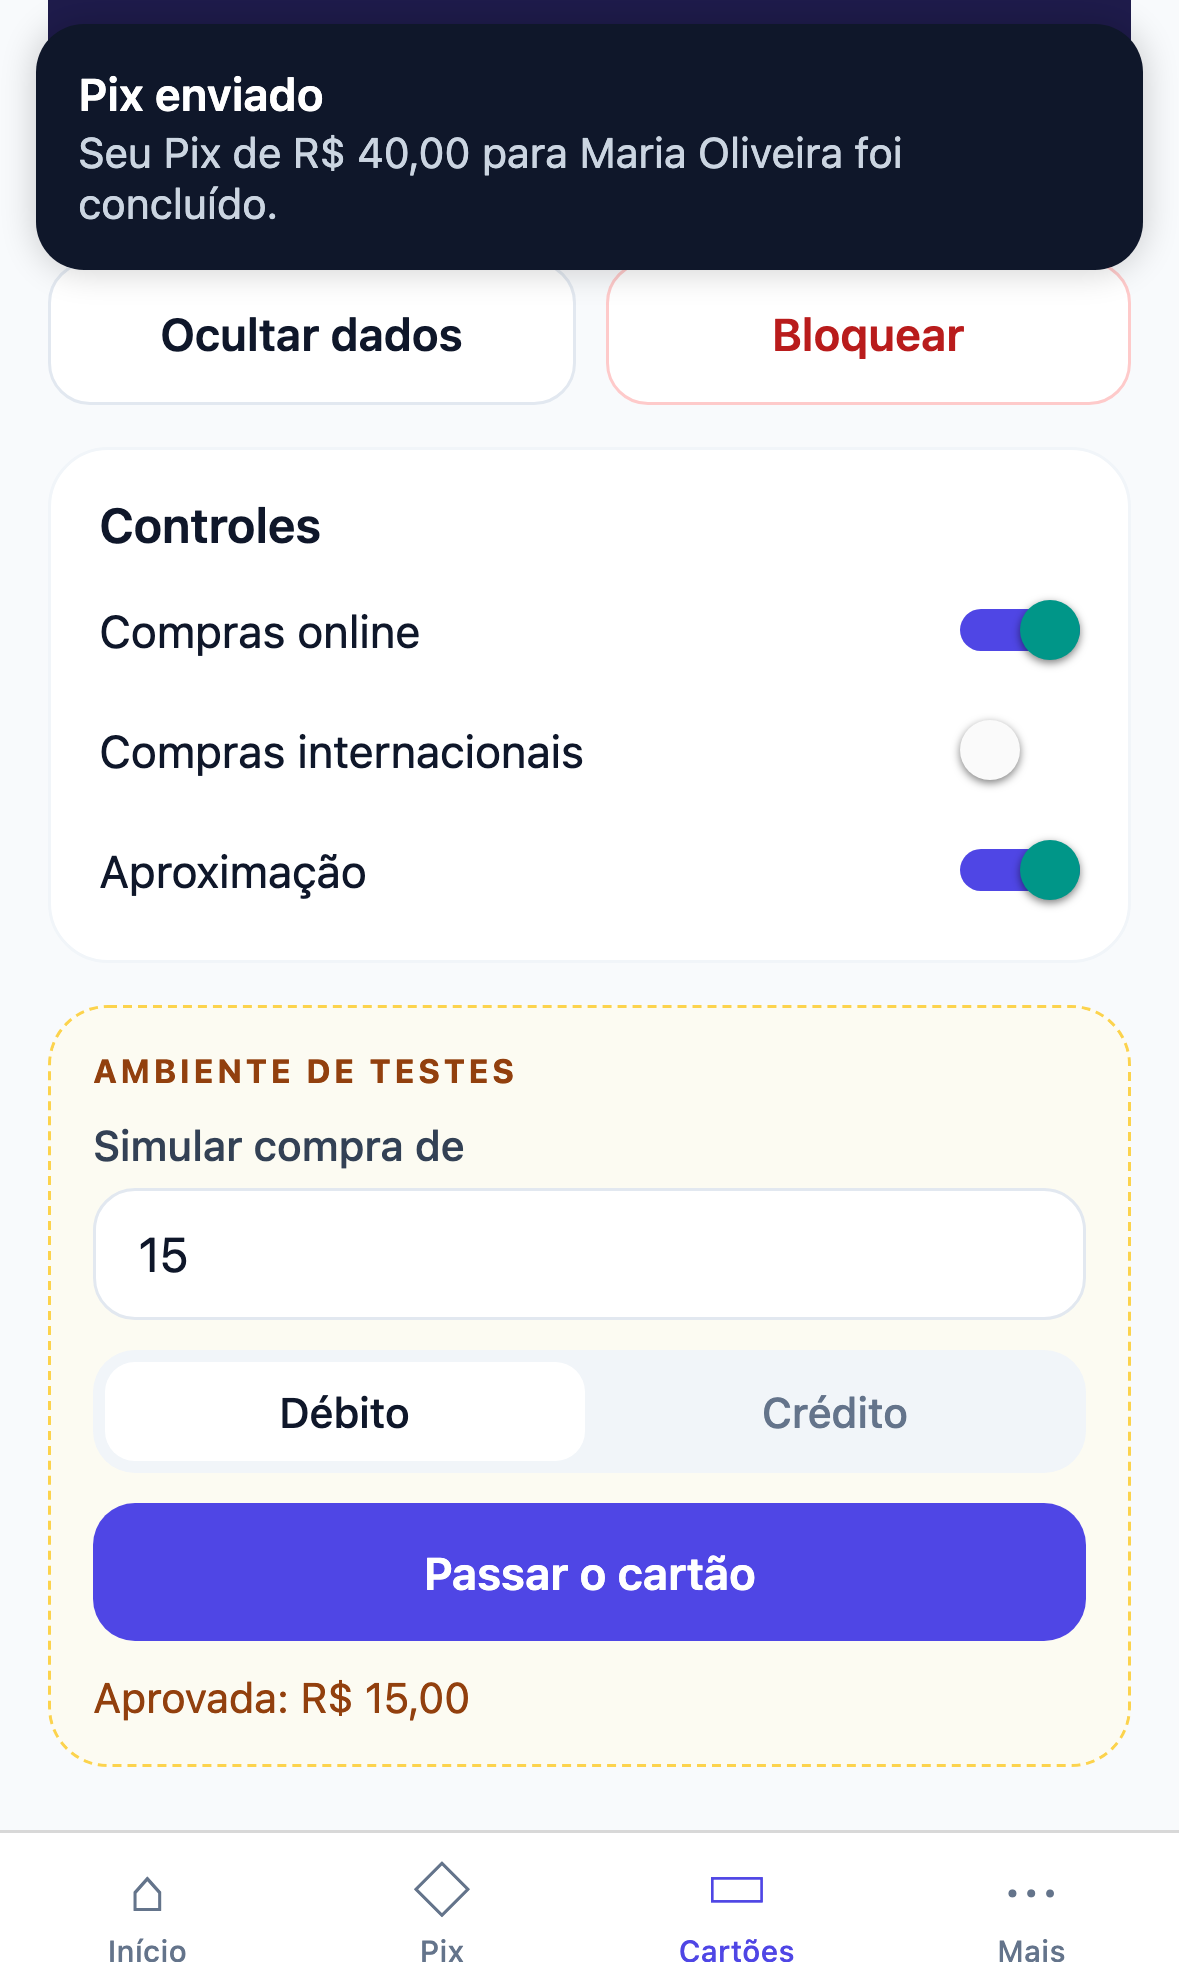 Pix enviado
Seu Pix de R$ 40,00 para Maria Oliveira foi
concluído.
Ocultar dados
Bloquear
Controles
Compras online
Compras internacionais
Aproximação
AMBIENTE DE TESTES
Simular compra de
15
Débito
Crédito
Passar o cartão
Aprovada: R$ 15,00
Início
Pix
Cartões
Mais